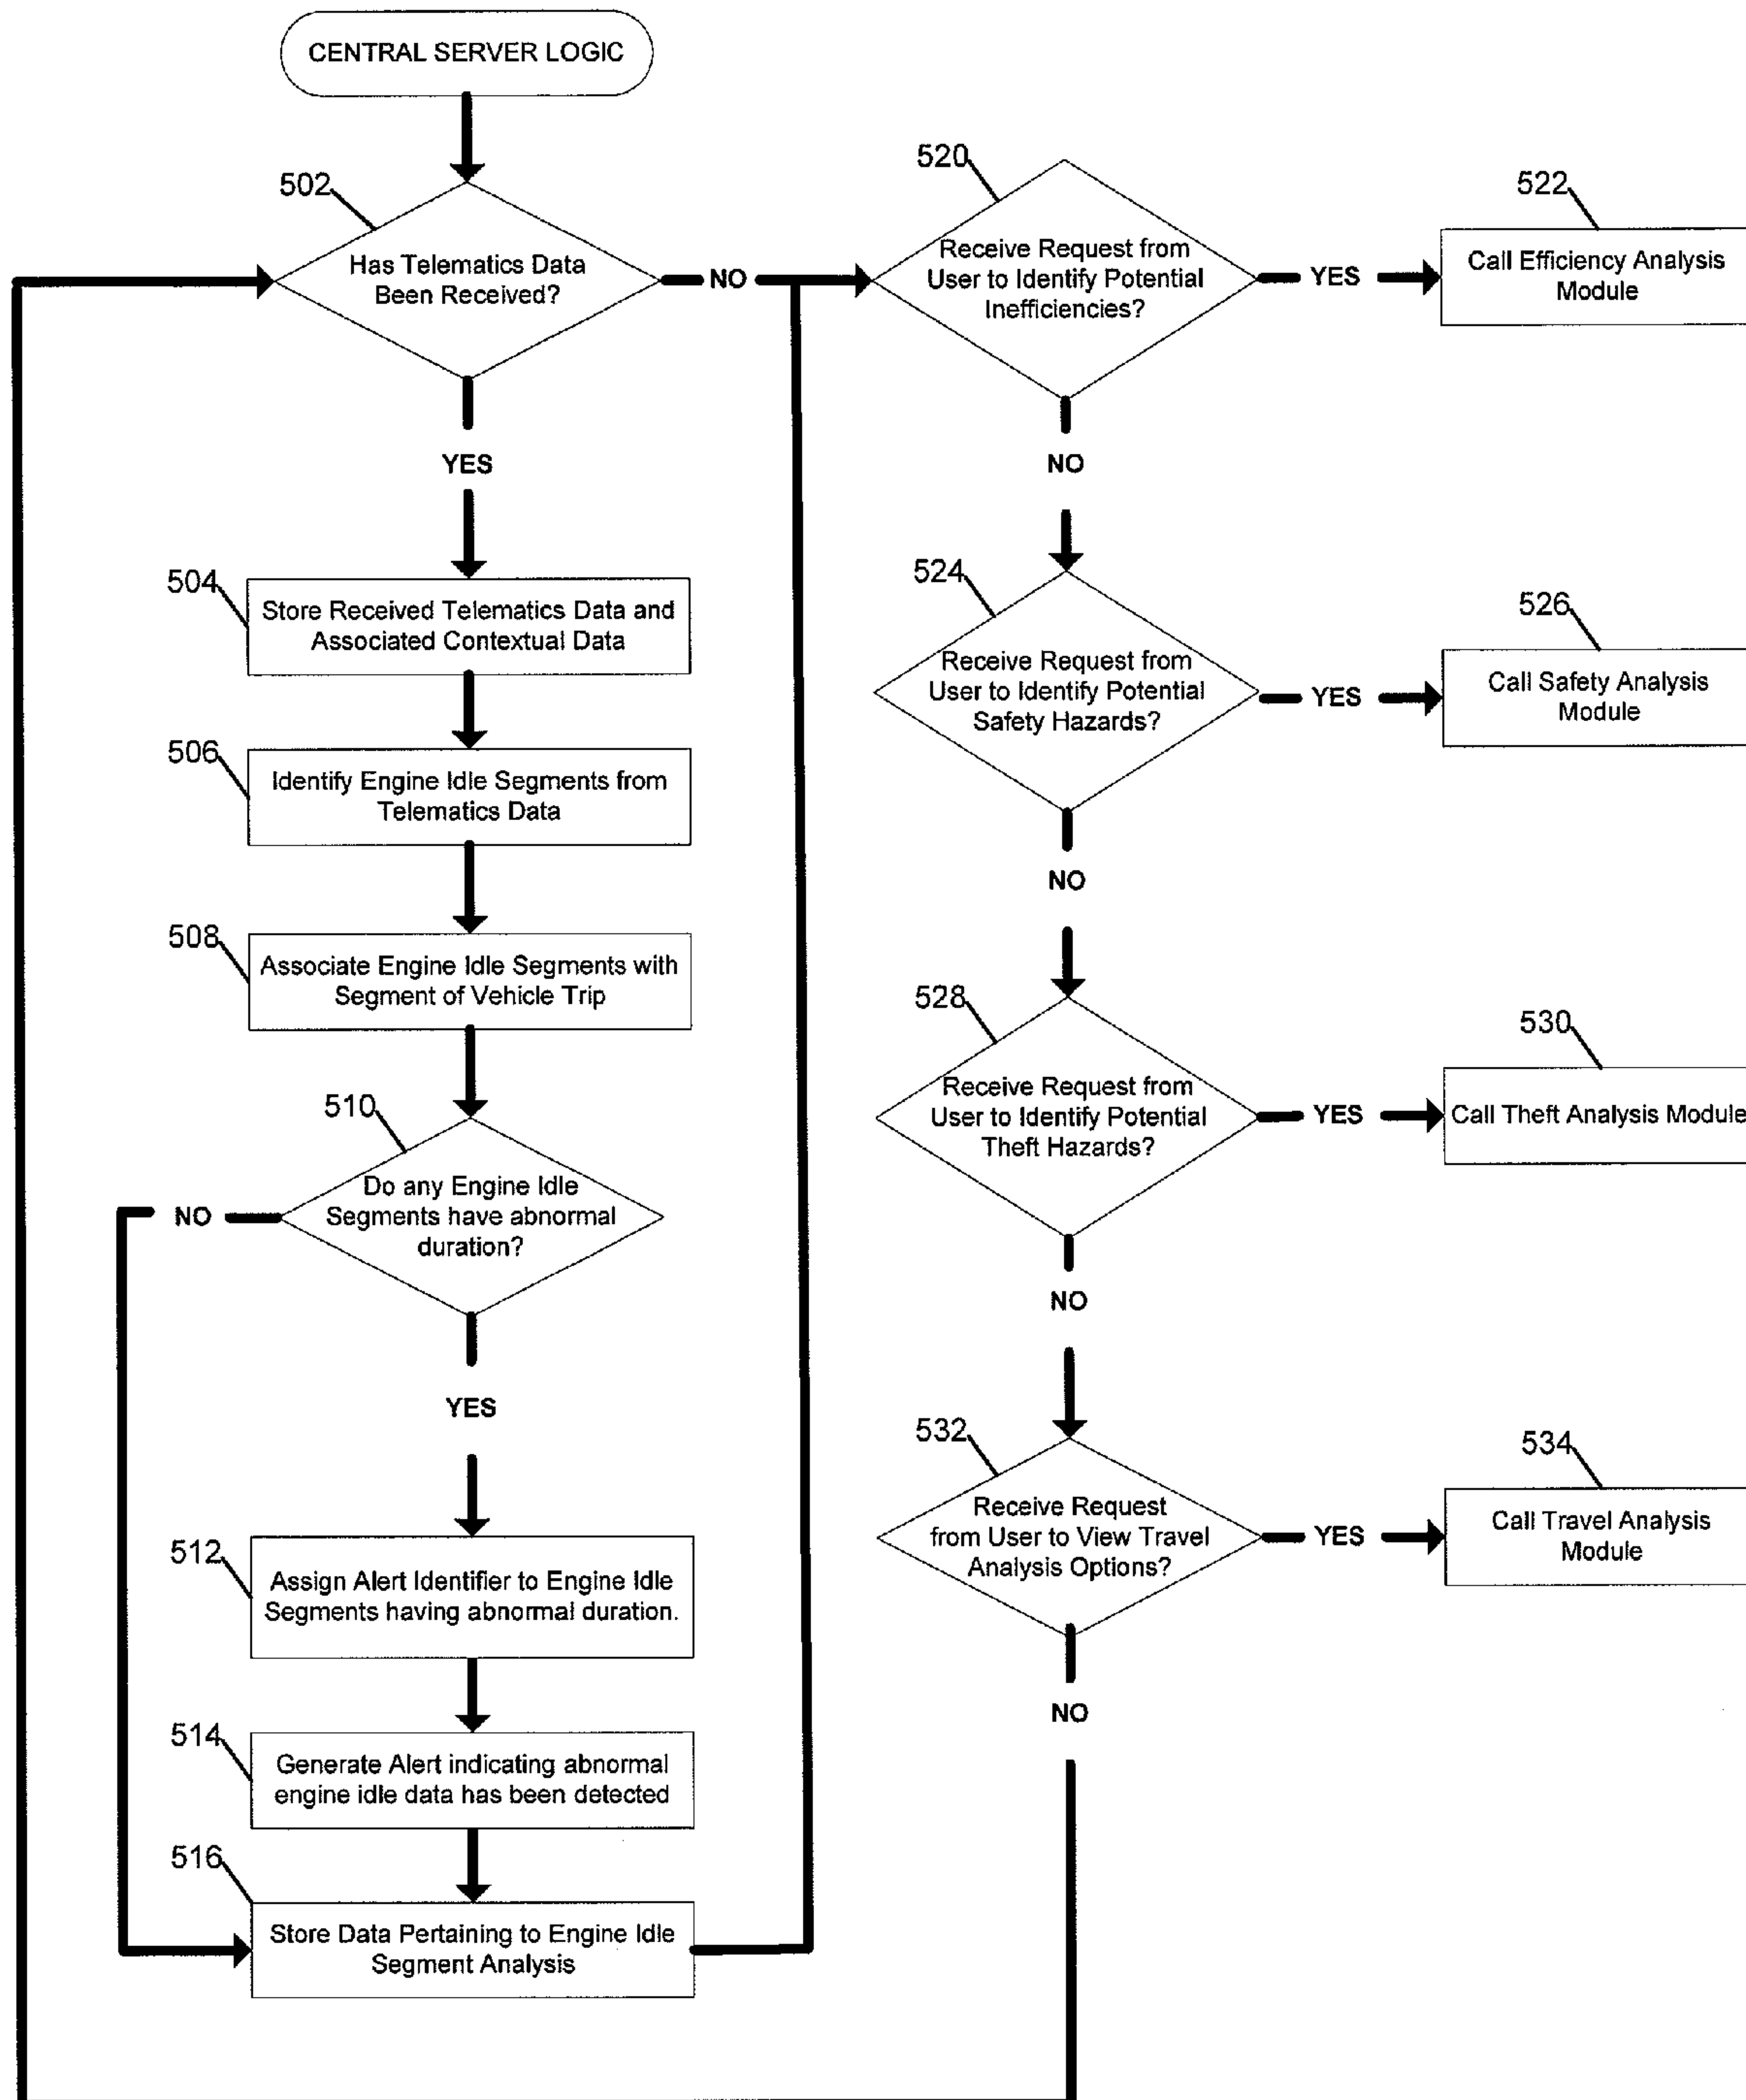 CENTRAL SERVER LOGIC
502
Has Telematics Data
Been Received?
NO
YES
504
Store Received Telematics Data and
Associated Contextual Data
506
Identify Engine Idle Segments from
Telematics Data
508
Associate Engine Idle Segments with
Segment of Vehicle Trip
510
Do any Engine Idle
Segments have abnormal
duration?
NO
YES
512
Assign Alert Identifier to Engine Idle
Segments having abnormal duration.
514
Generate Alert indicating abnormal
engine idle data has been detected
516
Store Data Pertaining to Engine Idle
Segment Analysis
520
Receive Request from
User to Identify Potential
Inefficiencies?
YES
522
Call Efficiency Analysis
Module
NO
524
Receive Request from
User to Identify Potential
Safety Hazards?
YES
526
Call Safety Analysis
Module
NO
528
Receive Request from
User to Identify Potential
Theft Hazards?
YES
530
Call Theft Analysis Module
NO
532
Receive Request
from User to View Travel
Analysis Options?
YES
534
Call Travel Analysis
Module
NO